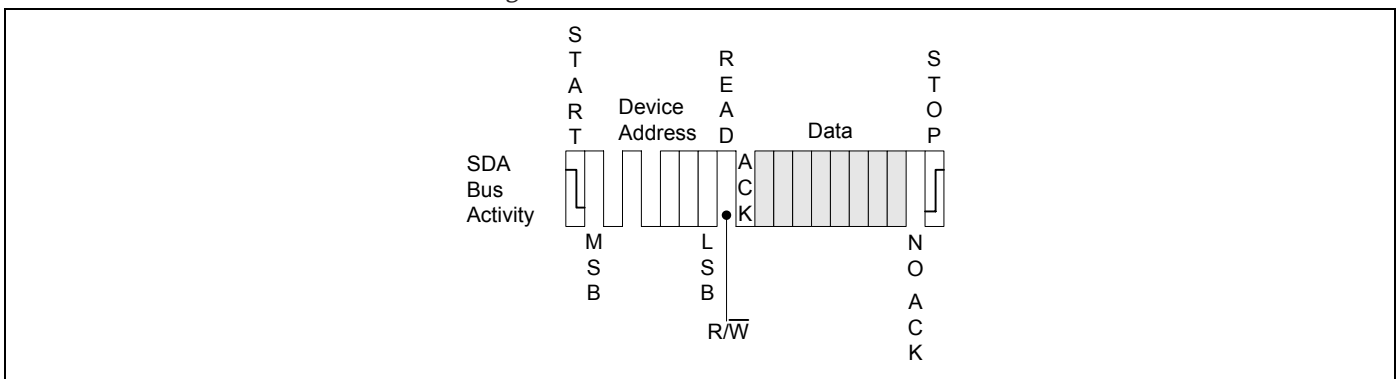 START
READ
STOP
Device
Address
Data
SDA
Bus
Activity
ACK
MSB
LSB
NO ACK
R/W̅